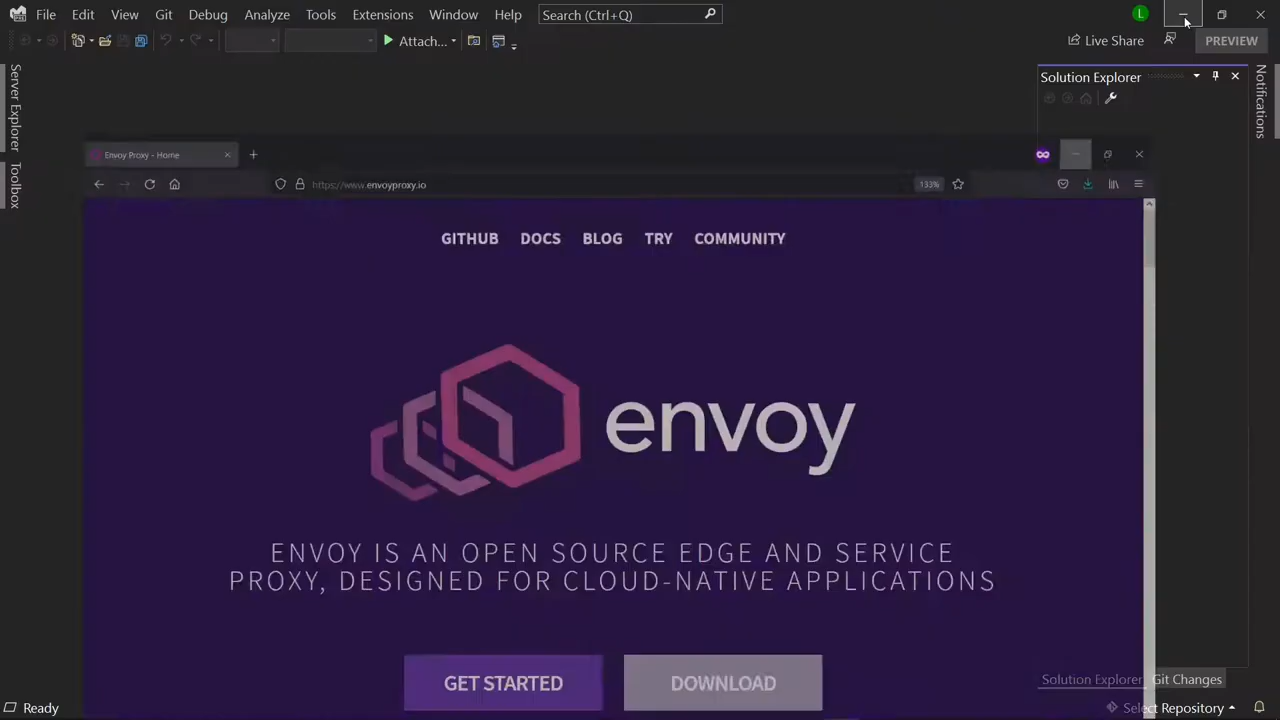 File Edit View Git Debug Analyze Tools Extensions Window Help Search (Ctrl+Q) L
Attach... Live Share PREVIEW
Server Explorer
Toolbox
Solution Explorer
Notifications
Envoy Proxy - Home
https://www.envoyproxy.io 133%
GITHUB DOCS BLOG TRY COMMUNITY
envoy
ENVOY IS AN OPEN SOURCE EDGE AND SERVICE
PROXY, DESIGNED FOR CLOUD-NATIVE APPLICATIONS
GET STARTED DOWNLOAD
Solution Explorer Git Changes
Ready Select Repository